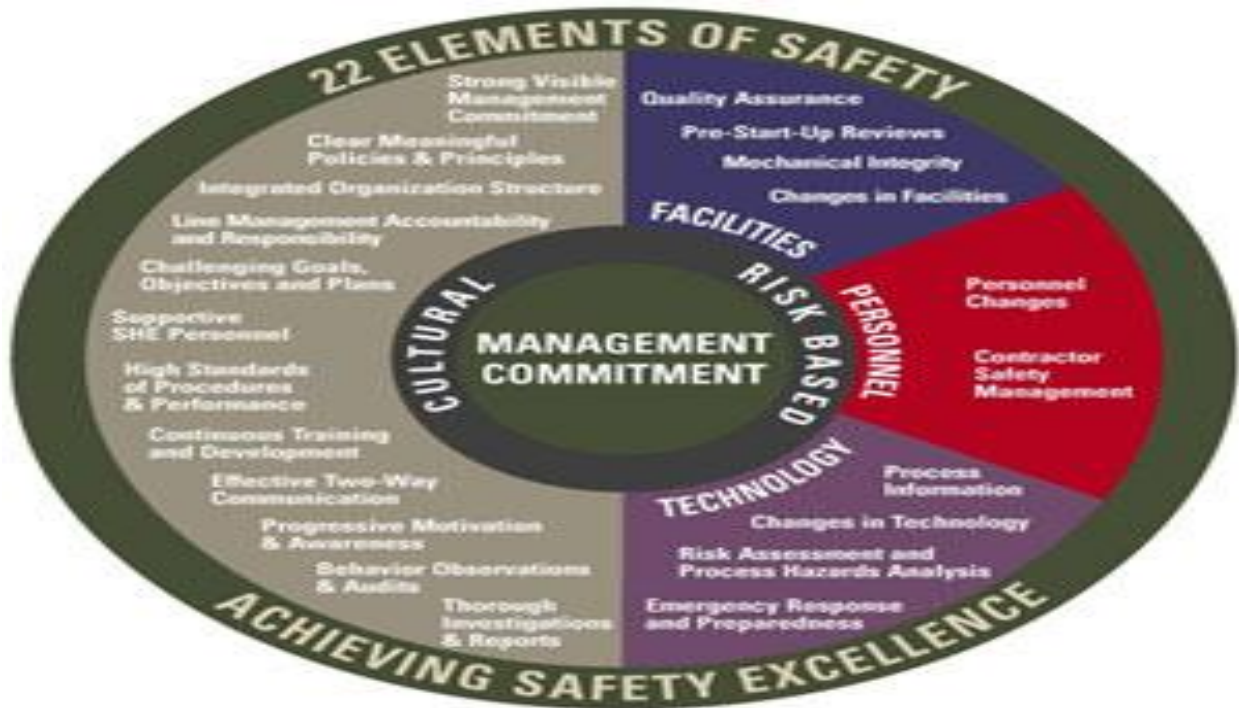 22 ELEMENTS OF SAFETY
Strong Visible
Management
Commitment
Clear Meaningful
Policies & Principles
Integrated Organization Structure
Line Management Accountability
and Responsibility
Challenging Goals,
Objectives and Plans
Supportive
SHE Personnel
High Standards
of Procedures
& Performance
Continuous Training
and Development
Effective Two-Way
Communication
Progressive Motivation
& Awareness
Behavior Observations
& Audits
Thorough
Investigations
& Reports
CULTURAL
MANAGEMENT
COMMITMENT
RISK BASED
FACILITIES
Quality Assurance
Pre-Start-Up Reviews
Mechanical Integrity
Changes in Facilities
PERSONNEL
Personnel
Changes
Contractor
Safety
Management
TECHNOLOGY
Process
Information
Changes in Technology
Risk Assessment and
Process Hazards Analysis
Emergency Response
and Preparedness
ACHIEVING SAFETY EXCELLENCE